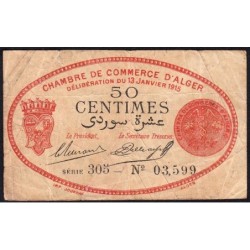 CHAMBRE DE COMMERCE D'ALGER
DÉLIBÉRATION DU 13 JANVIER 1915
50
CENTIMES
عشرة سوردي
Le Président, Le Secrétaire Trésorier
SÉRIE 305 - Nº 03,599